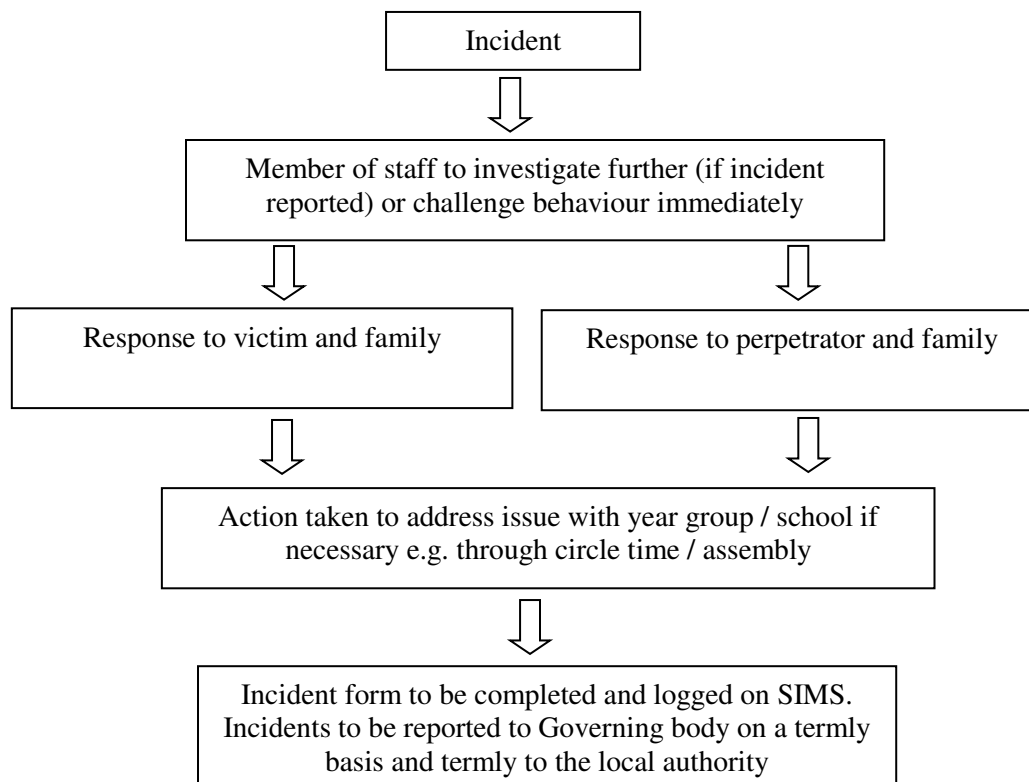 Incident
Member of staff to investigate further (if incident
reported) or challenge behaviour immediately
Response to victim and family
Response to perpetrator and family
Action taken to address issue with year group / school if
necessary e.g. through circle time / assembly
Incident form to be completed and logged on SIMS.
Incidents to be reported to Governing body on a termly
basis and termly to the local authority